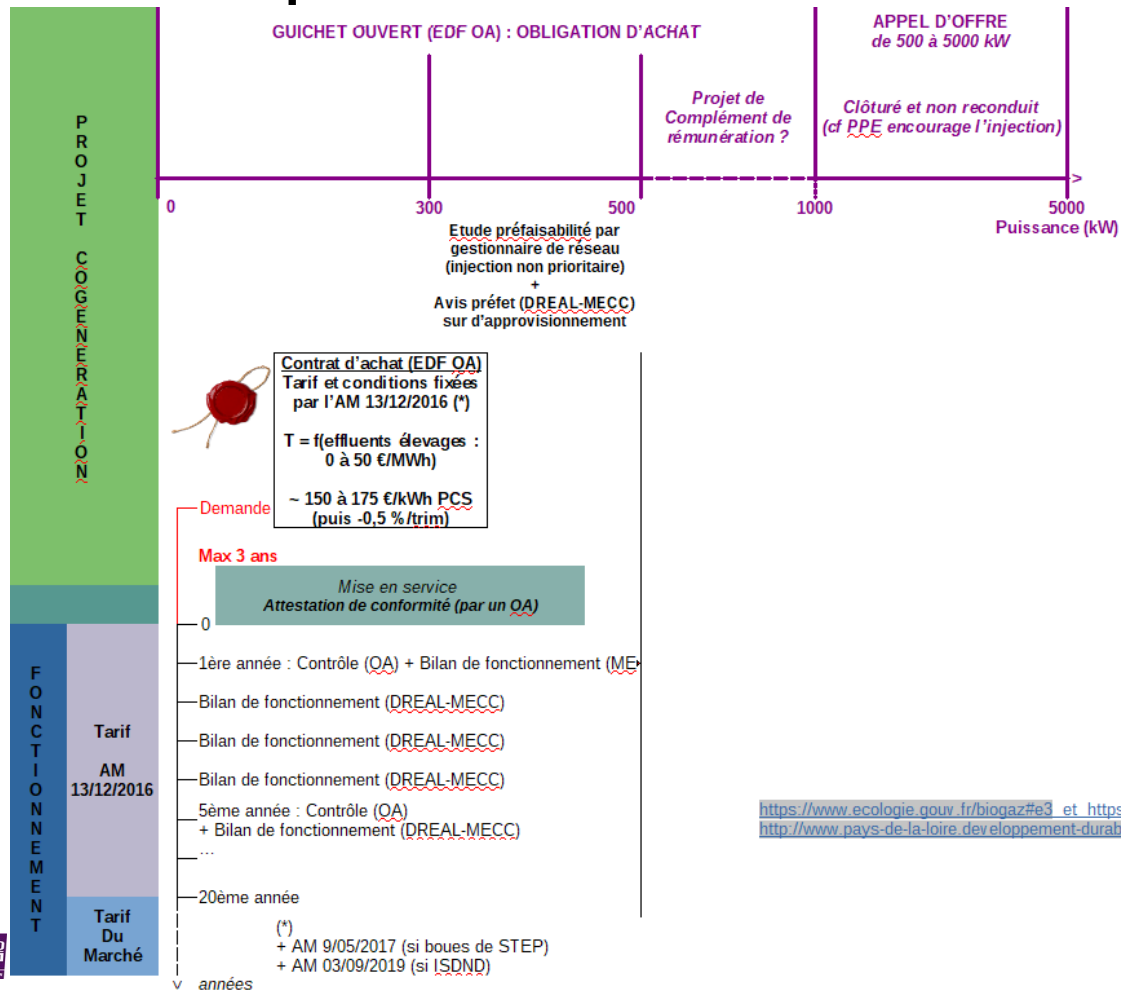 GUICHET OUVERT (EDF OA) : OBLIGATION D'ACHAT
APPEL D'OFFRE
de 500 à 5000 kW
Projet de
Complément de
rémunération ?
Clôturé et non reconduit
(cf PPE encourage l'injection)
0
300
500
1000
5000
Puissance (kW)
PROJET COGENERATION
Etude préfaisabilité par
gestionnaire de réseau
(injection non prioritaire)
+
Avis préfet (DREAL-MECC)
sur d'approvisionnement
Contrat d'achat (EDF OA)
Tarif et conditions fixées
par l'AM 13/12/2016 (*)
T = f(effluents élevages :
0 à 50 €/MWh)
~ 150 à 175 €/kWh PCS
(puis -0,5 %/trim)
Demande
Max 3 ans
Mise en service
Attestation de conformité (par un OA)
FONCTIONNEMENT
Tarif
AM
13/12/2016
Tarif
Du
Marché
0
1ère année : Contrôle (OA) + Bilan de fonctionnement (ME
Bilan de fonctionnement (DREAL-MECC)
Bilan de fonctionnement (DREAL-MECC)
Bilan de fonctionnement (DREAL-MECC)
5ème année : Contrôle (OA)
+ Bilan de fonctionnement (DREAL-MECC)
...
20ème année
(*)
+ AM 9/05/2017 (si boues de STEP)
+ AM 03/09/2019 (si ISDND)
années
https://www.ecologie.gouv.fr/biogaz#e3 et https
http://www.pays-de-la-loire.developpement-durab